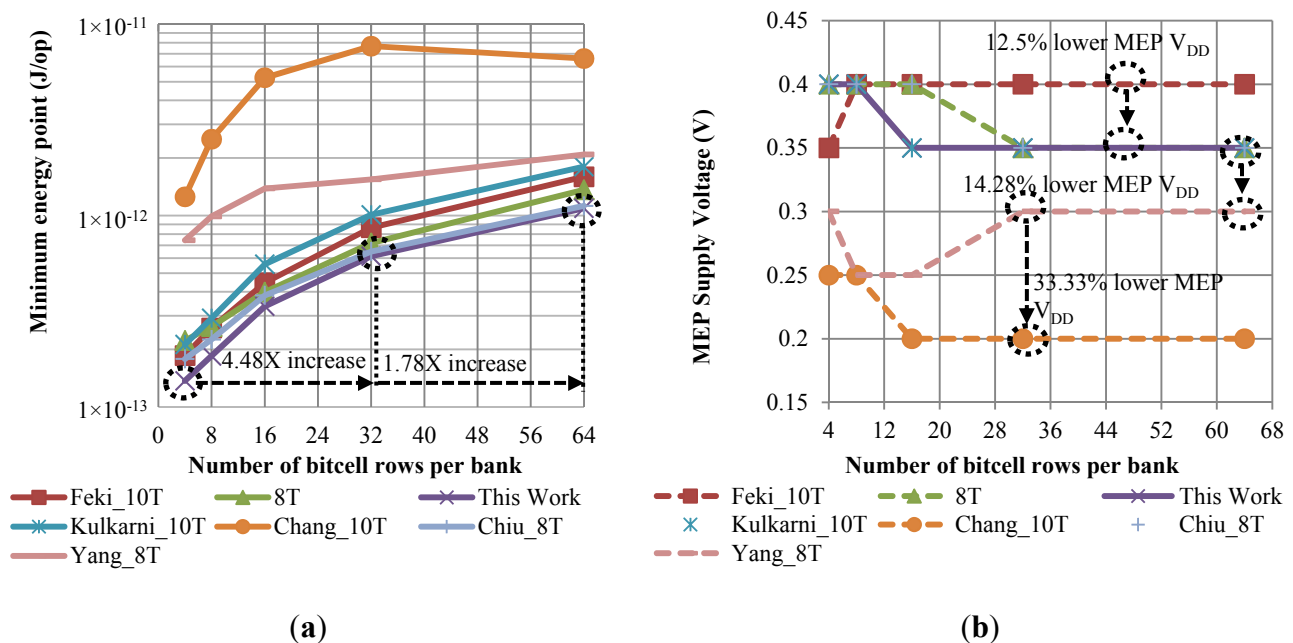 Minimum energy point (J/op)
1×10⁻¹¹
1×10⁻¹²
1×10⁻¹³
4.48X increase
1.78X increase
0 8 16 24 32 40 48 56 64
Number of bitcell rows per bank
Feki_10T 8T This Work
Kulkarni_10T Chang_10T Chiu_8T
Yang_8T
(a)
MEP Supply Voltage (V)
0.45
0.4
0.35
0.3
0.25
0.2
0.15
12.5% lower MEP V_DD
14.28% lower MEP V_DD
33.33% lower MEP
V_DD
4 12 20 28 36 44 52 60 68
Number of bitcell rows per bank
Feki_10T 8T This Work
Kulkarni_10T Chang_10T Chiu_8T
Yang_8T
(b)